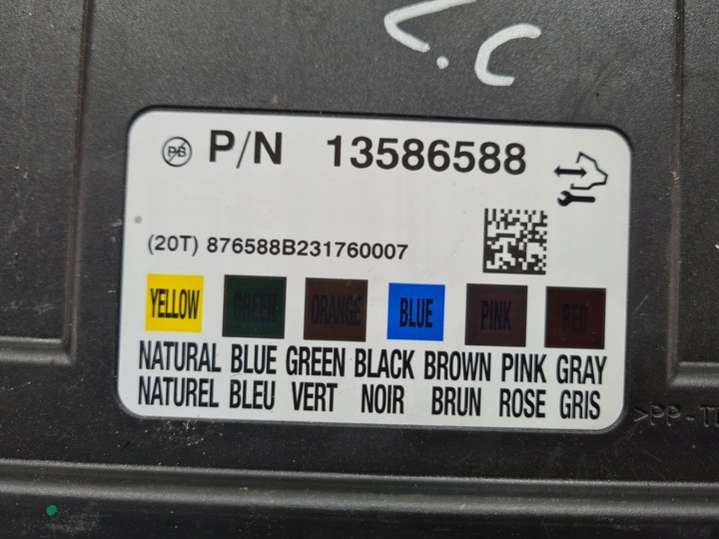 P/N 13586588
(20T) 876588B231760007
YELLOW GREEN ORANGE BLUE PINK RED
NATURAL BLUE GREEN BLACK BROWN PINK GRAY
NATUREL BLEU VERT NOIR BRUN ROSE GRIS